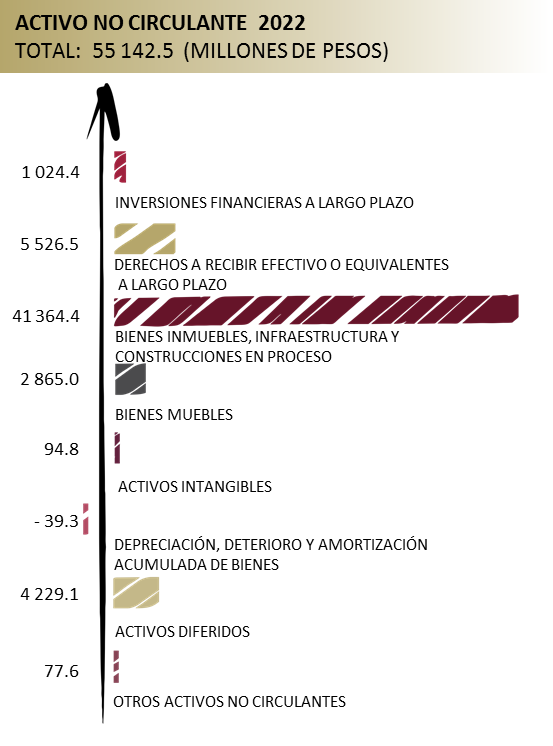 ACTIVO NO CIRCULANTE 2022
TOTAL: 55 142.5 (MILLONES DE PESOS)
1 024.4
INVERSIONES FINANCIERAS A LARGO PLAZO
5 526.5
DERECHOS A RECIBIR EFECTIVO O EQUIVALENTES
A LARGO PLAZO
41 364.4
BIENES INMUEBLES, INFRAESTRUCTURA Y
CONSTRUCCIONES EN PROCESO
2 865.0
BIENES MUEBLES
94.8
ACTIVOS INTANGIBLES
- 39.3
DEPRECIACIÓN, DETERIORO Y AMORTIZACIÓN
ACUMULADA DE BIENES
4 229.1
ACTIVOS DIFERIDOS
77.6
OTROS ACTIVOS NO CIRCULANTES